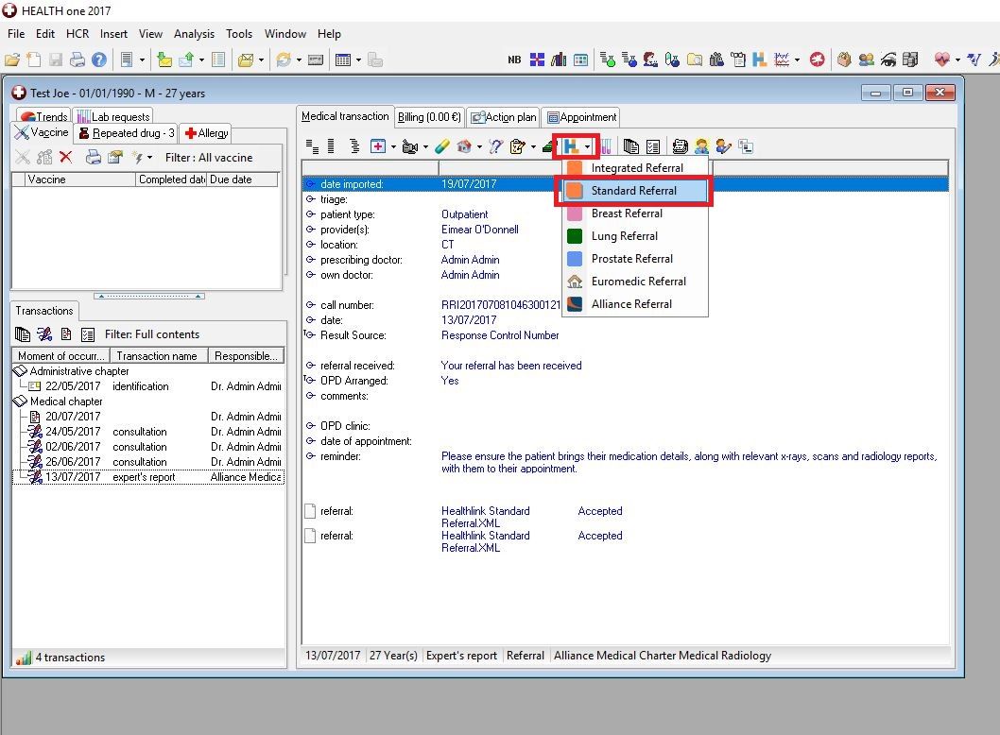 HEALTH one 2017
File Edit HCR Insert View Analysis Tools Window Help
NB
Test Joe - 01/01/1990 - M - 27 years
Trends Lab requests
Vaccine Repeated drug - 3 Allergy
Filter : All vaccine
Vaccine Completed date Due date
Transactions
Filter: Full contents
Moment of occurr... Transaction name Responsible...
Administrative chapter
22/05/2017 identification Dr. Admin Admi
Medical chapter
20/07/2017 Dr. Admin Admi
24/05/2017 consultation Dr. Admin Admi
02/06/2017 consultation Dr. Admin Admi
26/06/2017 consultation Dr. Admin Admi
13/07/2017 expert's report Alliance Medica
4 transactions
Medical transaction Billing (0.00 €) Action plan Appointment
Integrated Referral
Standard Referral
Breast Referral
Lung Referral
Prostate Referral
Euromedic Referral
Alliance Referral
date imported: 19/07/2017
triage:
patient type: Outpatient
provider(s): Eimear O'Donnell
location: CT
prescribing doctor: Admin Admin
own doctor: Admin Admin
call number: RRI201707081046300121
date: 13/07/2017
Result Source: Response Control Number
referral received: Your referral has been received
OPD Arranged: Yes
comments:
OPD clinic:
date of appointment:
reminder: Please ensure the patient brings their medication details, along with relevant x-rays, scans and radiology reports,
with them to their appointment.
referral: Healthlink Standard Accepted
Referral.XML
referral: Healthlink Standard Accepted
Referral.XML
13/07/2017 27 Year(s) Expert's report Referral Alliance Medical Charter Medical Radiology